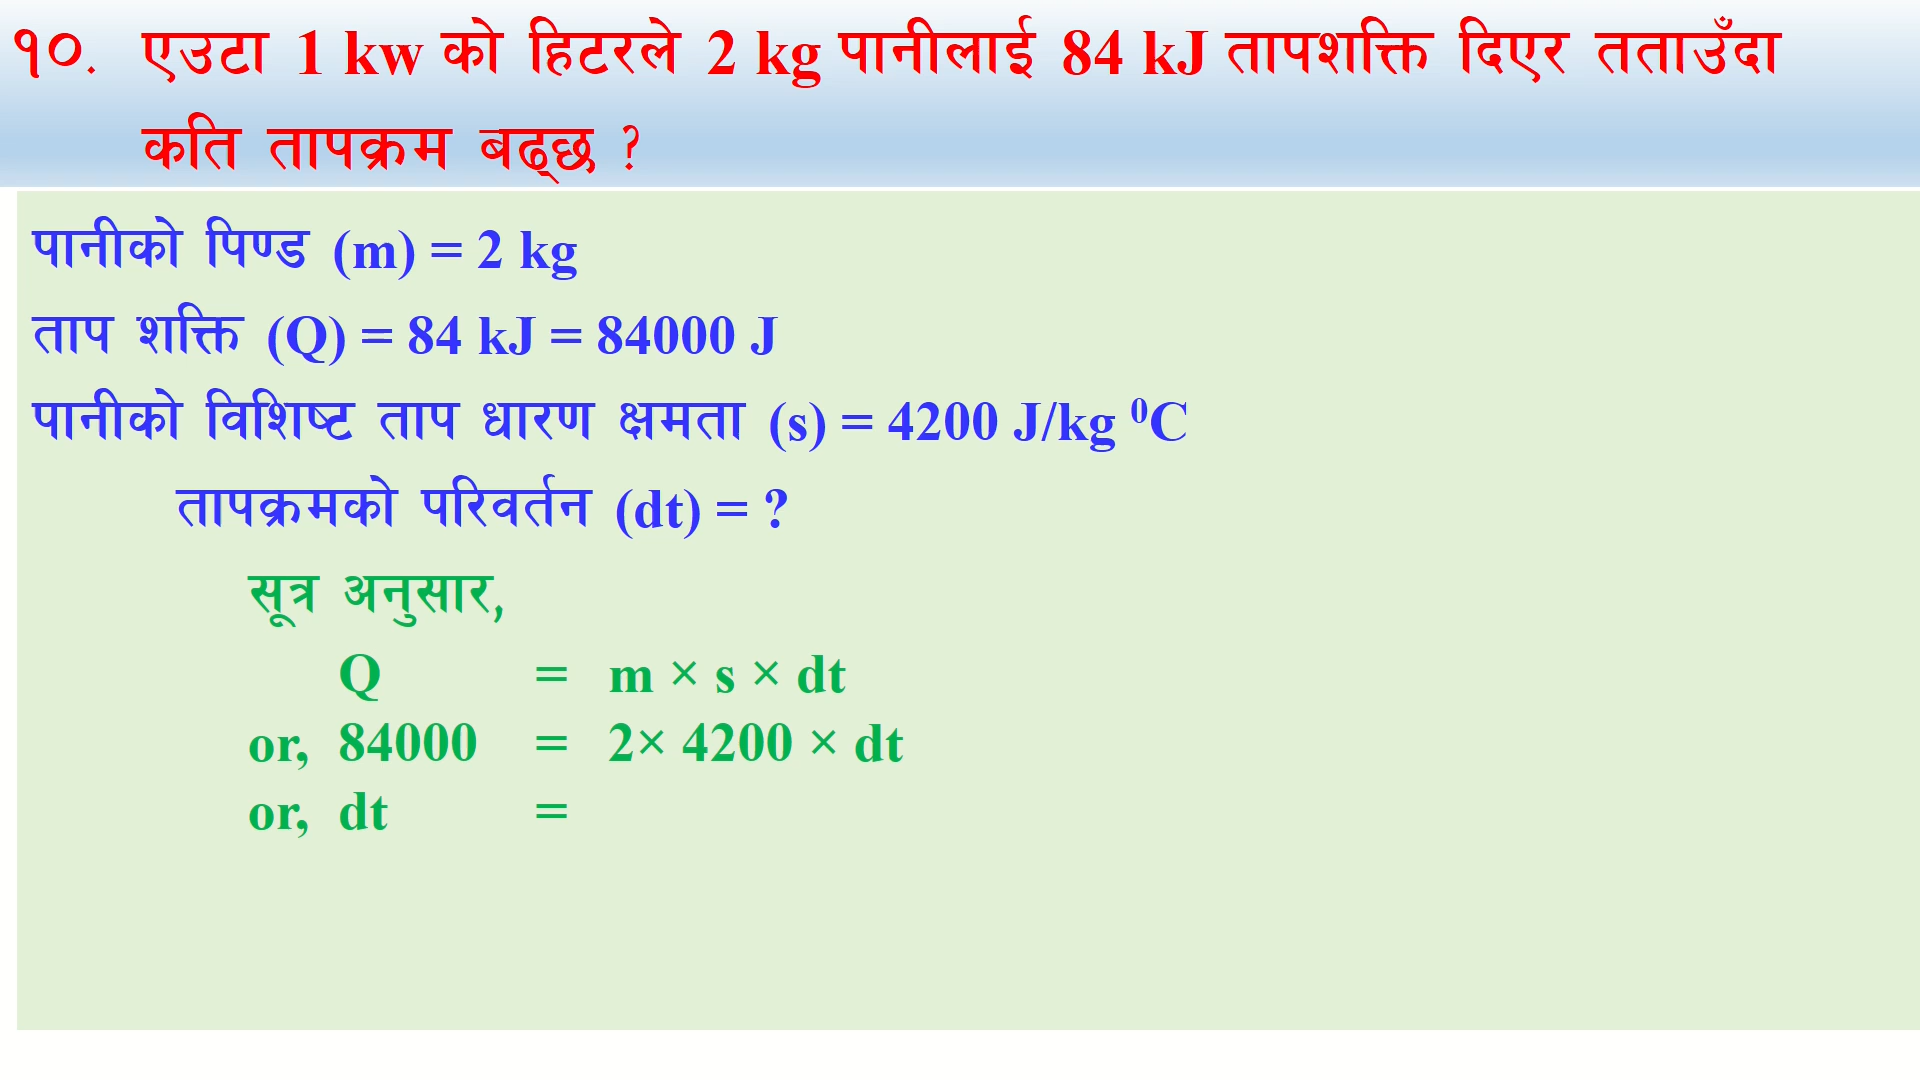 १०. एउटा 1 kw को हिटरले 2 kg पानीलाई 84 kJ तापशक्ति दिएर तताउँदा
कति तापक्रम बढ्छ ?
पानीको पिण्ड (m) = 2 kg
ताप शक्ति (Q) = 84 kJ = 84000 J
पानीको विशिष्ट ताप धारण क्षमता (s) = 4200 J/kg ⁰C
तापक्रमको परिवर्तन (dt) = ?
सूत्र अनुसार,
Q = m × s × dt
or, 84000 = 2× 4200 × dt
or, dt =